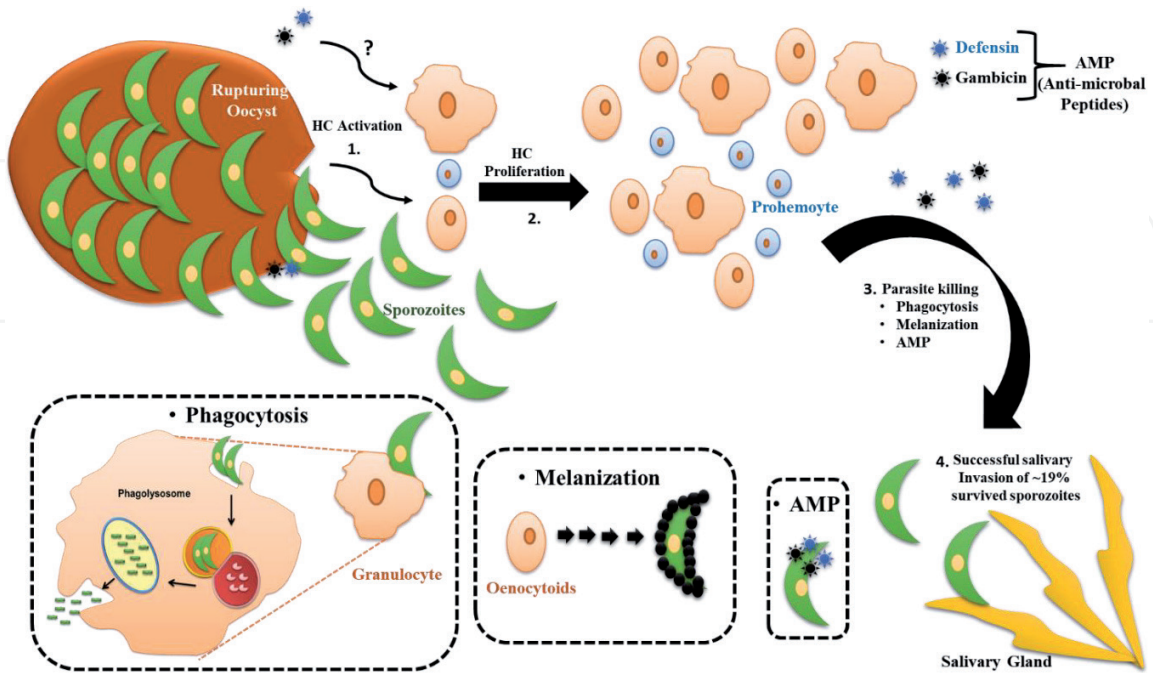 ?
Rupturing
Oocyst
HC Activation
1.
HC
Proliferation
2.
Prohemoyte
Defensin
Gambicin
AMP
(Anti-microbial
Peptides)
Sporozoites
3. Parasite killing
• Phagocytosis
• Melanization
• AMP
4. Successful salivary
Invasion of ~19%
survived sporozoites
Salivary Gland
• Phagocytosis
Phagolysosome
Granulocyte
• Melanization
Oenocytoids
• AMP